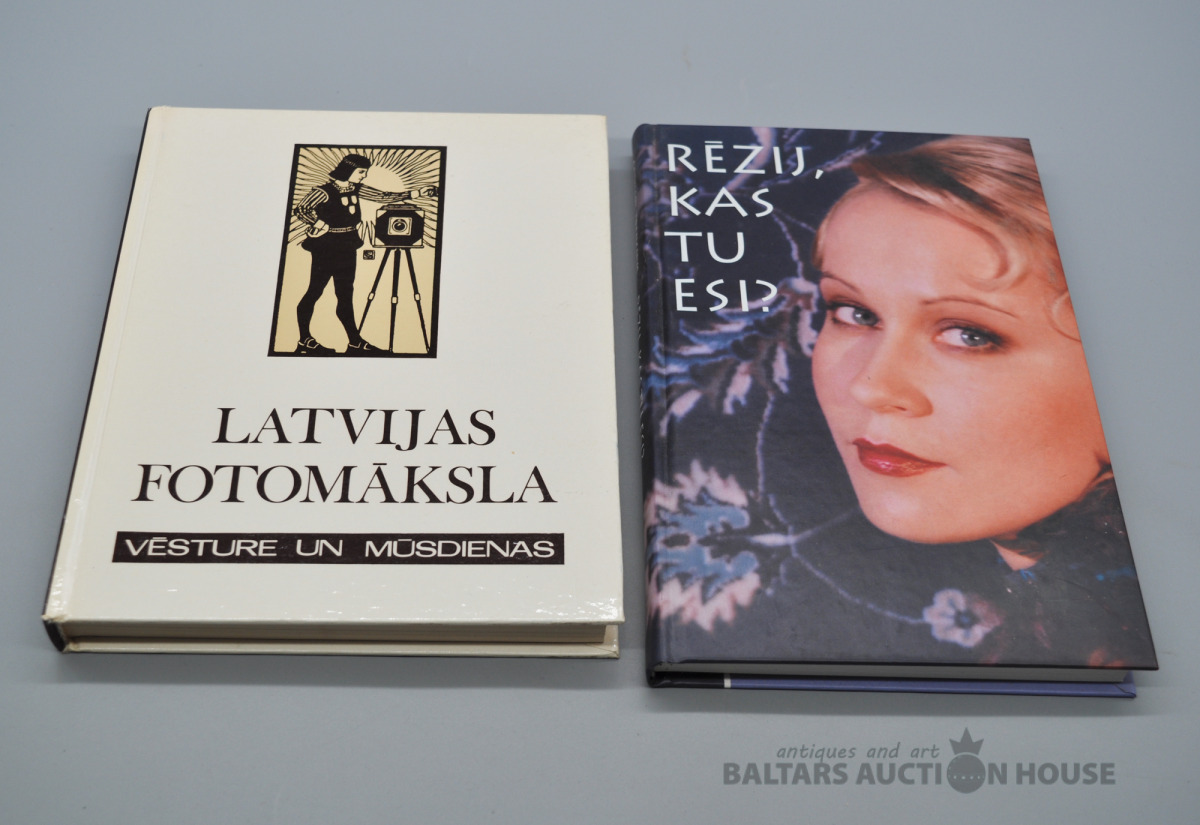 LATVIJAS
FOTOMĀKSLA
VĒSTURE UN MŪSDIENAS
RĒZIJ,
KAS
TU
ESI?
antiques and art
BALTARS AUCTION HOUSE